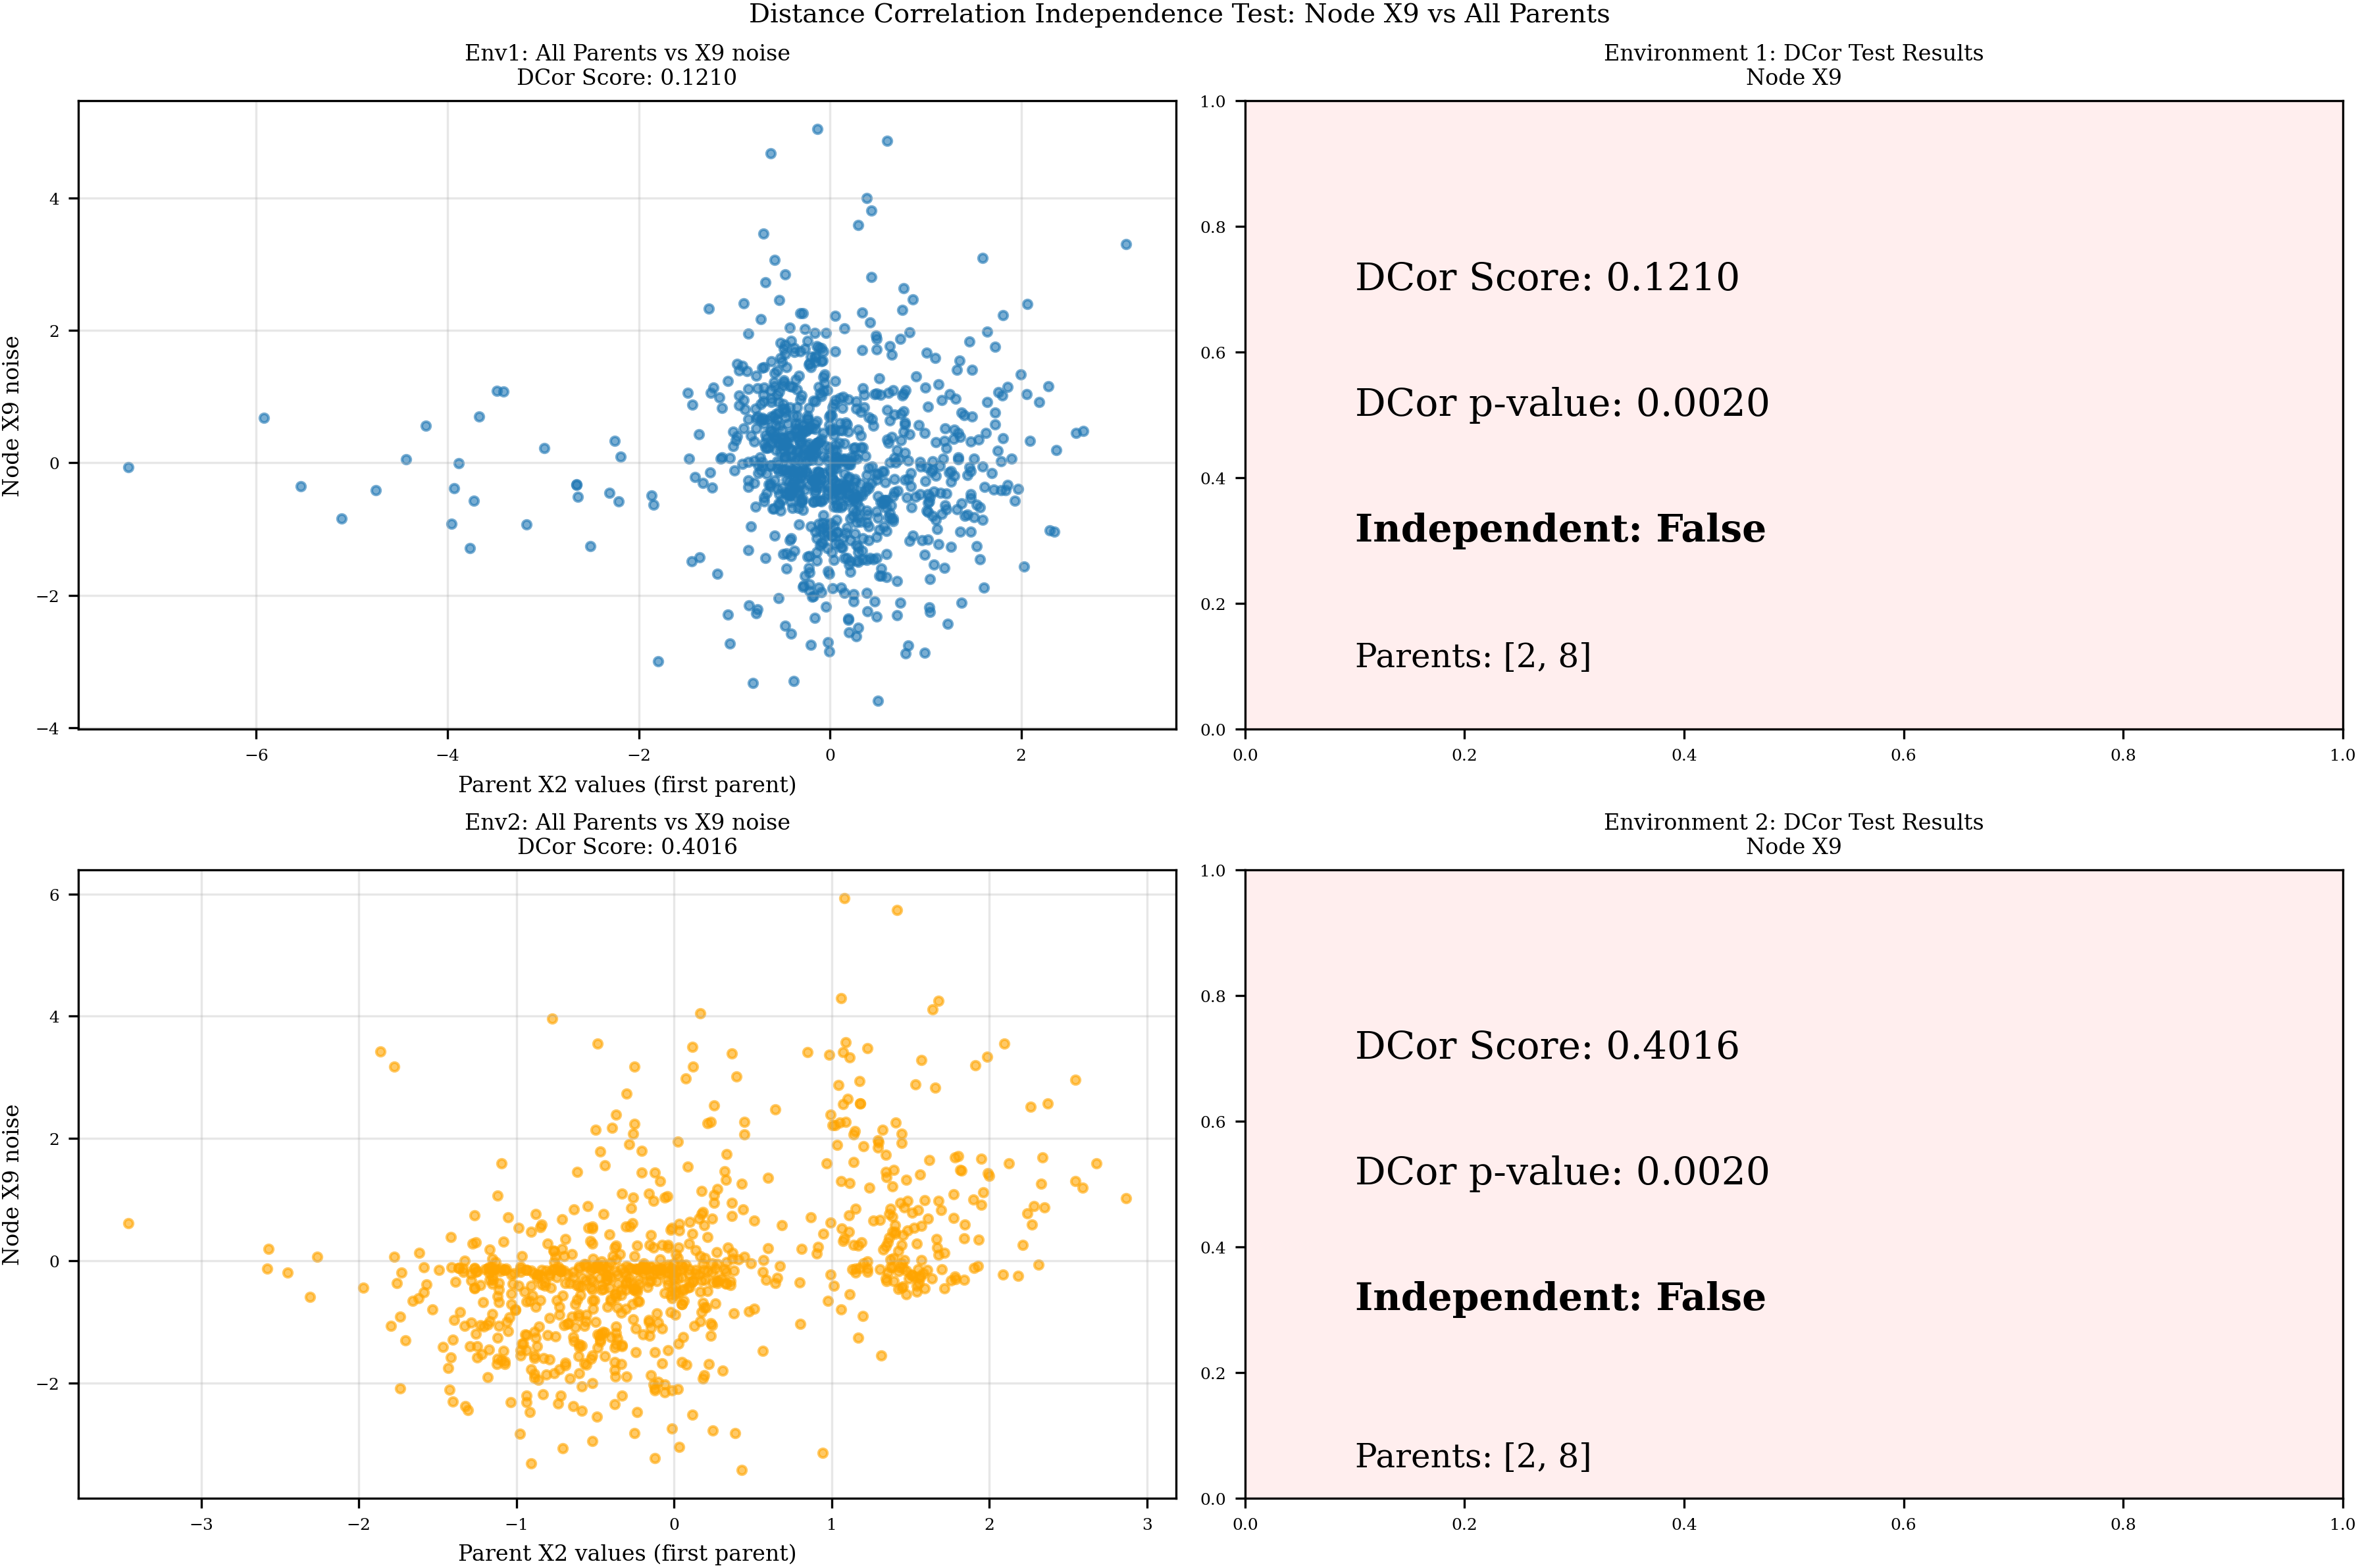 Distance Correlation Independence Test: Node X9 vs All Parents
Env1: All Parents vs X9 noise
DCor Score: 0.1210
Node X9 noise
4
2
0
−2
−4
−6
−4
−2
0
2
Parent X2 values (first parent)
Environment 1: DCor Test Results
Node X9
1.0
0.8
0.6
0.4
0.2
0.0
DCor Score: 0.1210
DCor p-value: 0.0020
Independent: False
Parents: [2, 8]
0.0
0.2
0.4
0.6
0.8
1.0
Env2: All Parents vs X9 noise
DCor Score: 0.4016
Node X9 noise
6
4
2
0
−2
−3
−2
−1
0
1
2
3
Parent X2 values (first parent)
Environment 2: DCor Test Results
Node X9
1.0
0.8
0.6
0.4
0.2
0.0
DCor Score: 0.4016
DCor p-value: 0.0020
Independent: False
Parents: [2, 8]
0.0
0.2
0.4
0.6
0.8
1.0